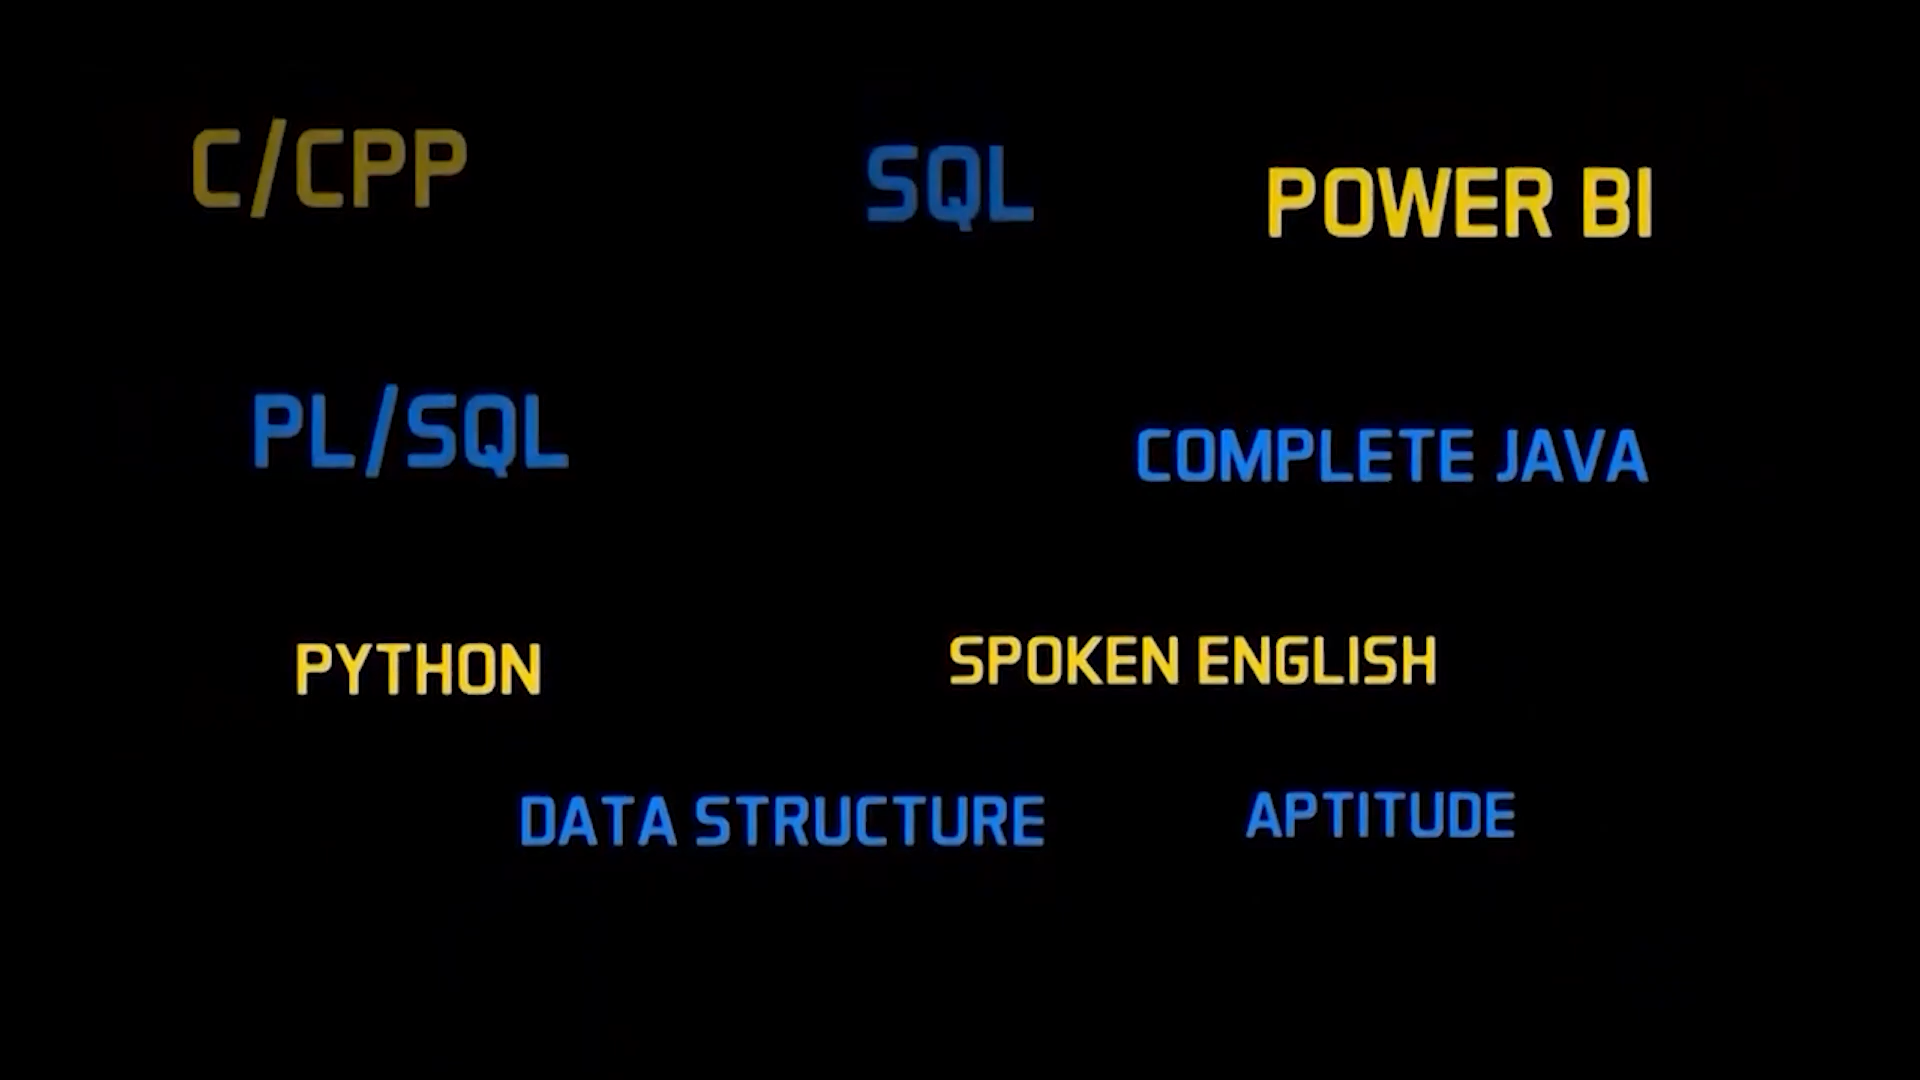 C/CPP
SQL
POWER BI
PL/SQL
COMPLETE JAVA
PYTHON
SPOKEN ENGLISH
DATA STRUCTURE
APTITUDE